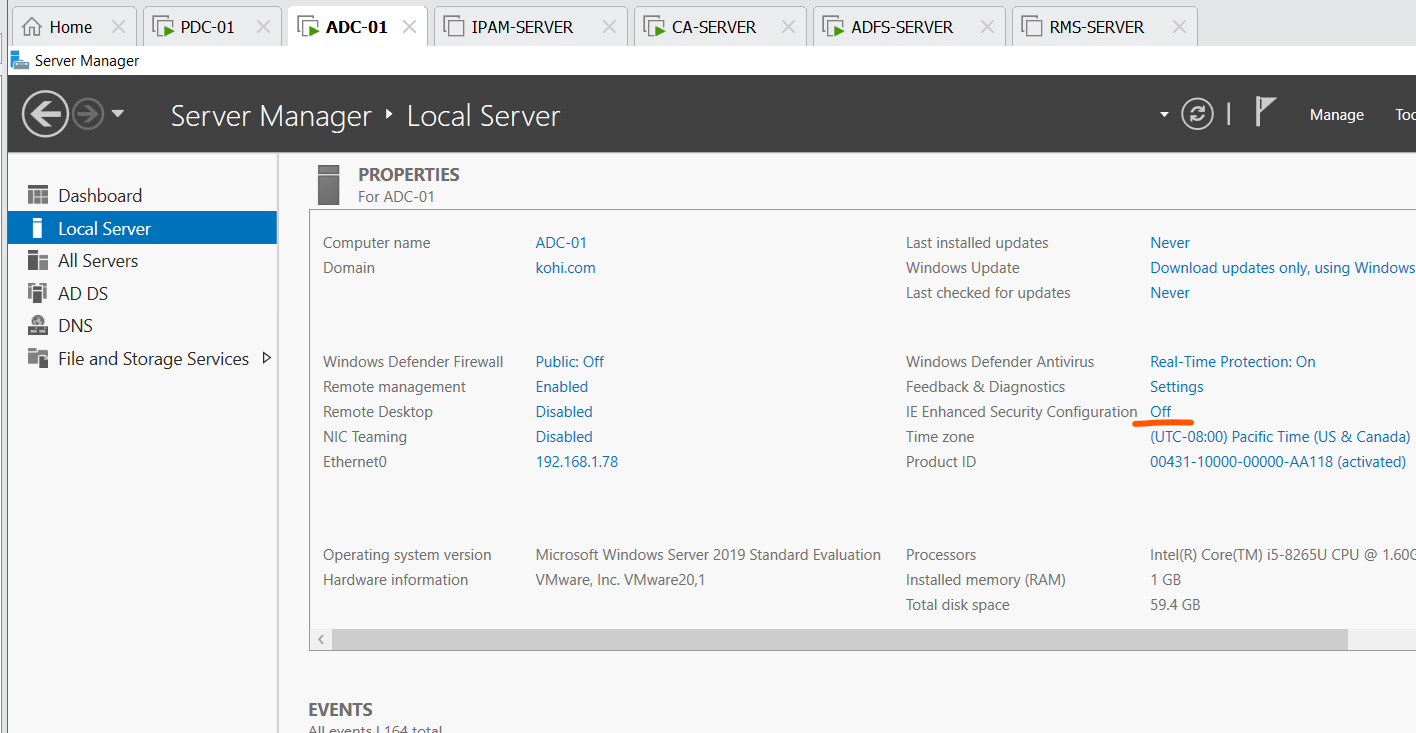 Home
PDC-01
ADC-01
IPAM-SERVER
CA-SERVER
ADFS-SERVER
RMS-SERVER
Server Manager
Server Manager Local Server
Manage
Too
Dashboard
Local Server
All Servers
AD DS
DNS
File and Storage Services
PROPERTIES
For ADC-01
Computer name ADC-01
Domain kohi.com
Last installed updates Never
Windows Update Download updates only, using Windows
Last checked for updates Never
Windows Defender Firewall Public: Off
Remote management Enabled
Remote Desktop Disabled
NIC Teaming Disabled
Ethernet0 192.168.1.78
Windows Defender Antivirus Real-Time Protection: On
Feedback & Diagnostics Settings
IE Enhanced Security Configuration Off
Time zone (UTC-08:00) Pacific Time (US & Canada)
Product ID 00431-10000-00000-AA118 (activated)
Operating system version Microsoft Windows Server 2019 Standard Evaluation
Hardware information VMware, Inc. VMware20,1
Processors Intel(R) Core(TM) i5-8265U CPU @ 1.60G
Installed memory (RAM) 1 GB
Total disk space 59.4 GB
EVENTS
All events | 164 total